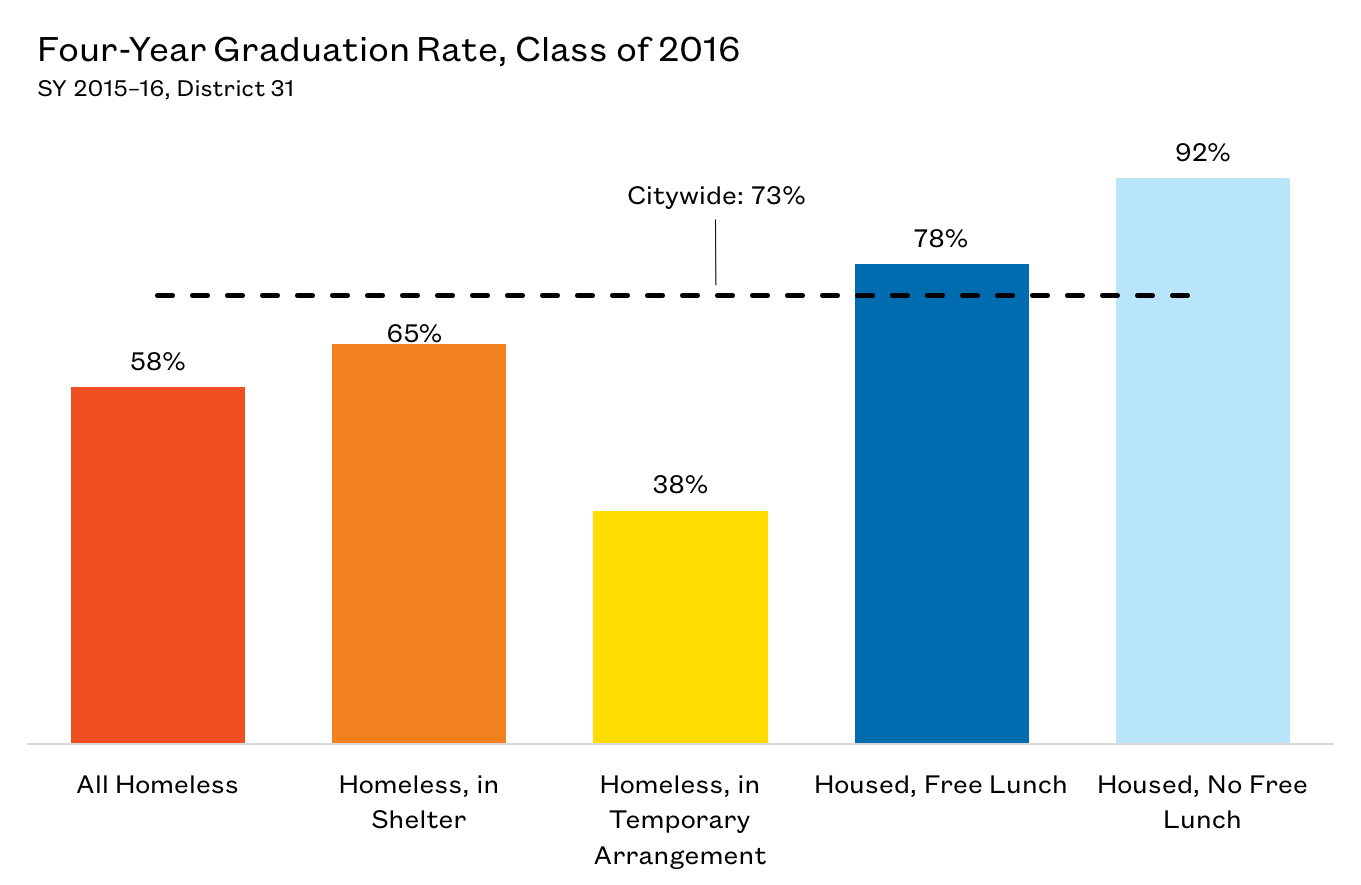 Four-Year Graduation Rate, Class of 2016
SY 2015–16, District 31
92%
Citywide: 73%
78%
65%
58%
38%
All Homeless
Homeless, in
Shelter
Homeless, in
Temporary
Arrangement
Housed, Free Lunch
Housed, No Free
Lunch